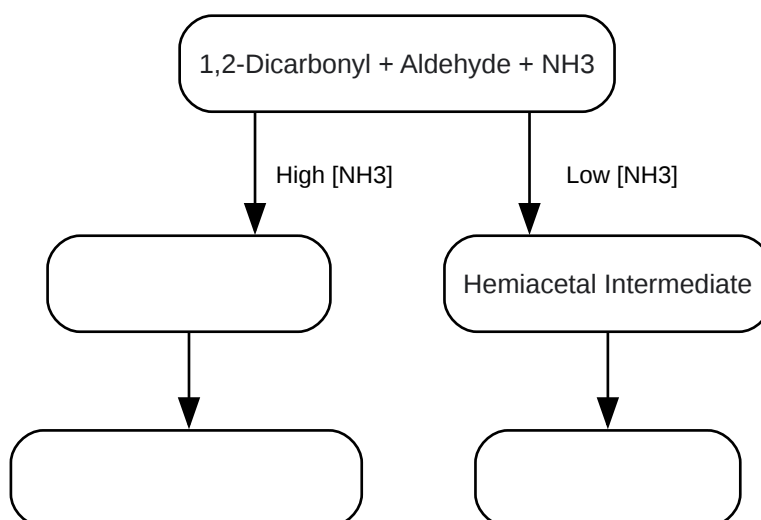 1,2-Dicarbonyl + Aldehyde + NH3
High [NH3]
Low [NH3]
Hemiacetal Intermediate